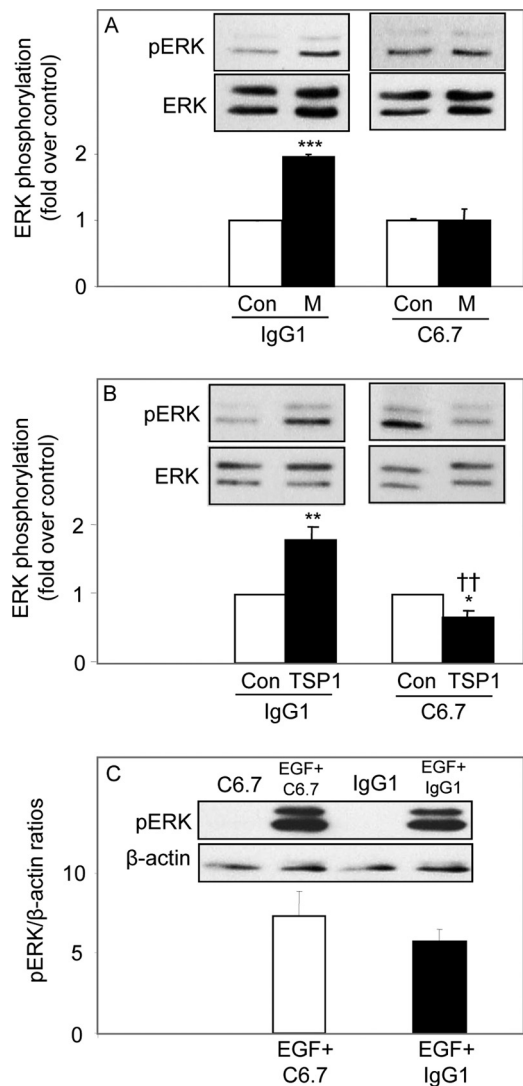 A
pERK
ERK
ERK phosphorylation
(fold over control)
2
1
0
***
Con M Con M
IgG1 C6.7
B
pERK
ERK
ERK phosphorylation
(fold over control)
2
1
0
**
††
*
Con TSP1 Con TSP1
IgG1 C6.7
C
C6.7 EGF+ C6.7 IgG1 EGF+ IgG1
pERK
β-actin
pERK/β-actin ratios
10
5
0
EGF+ EGF+
C6.7 IgG1